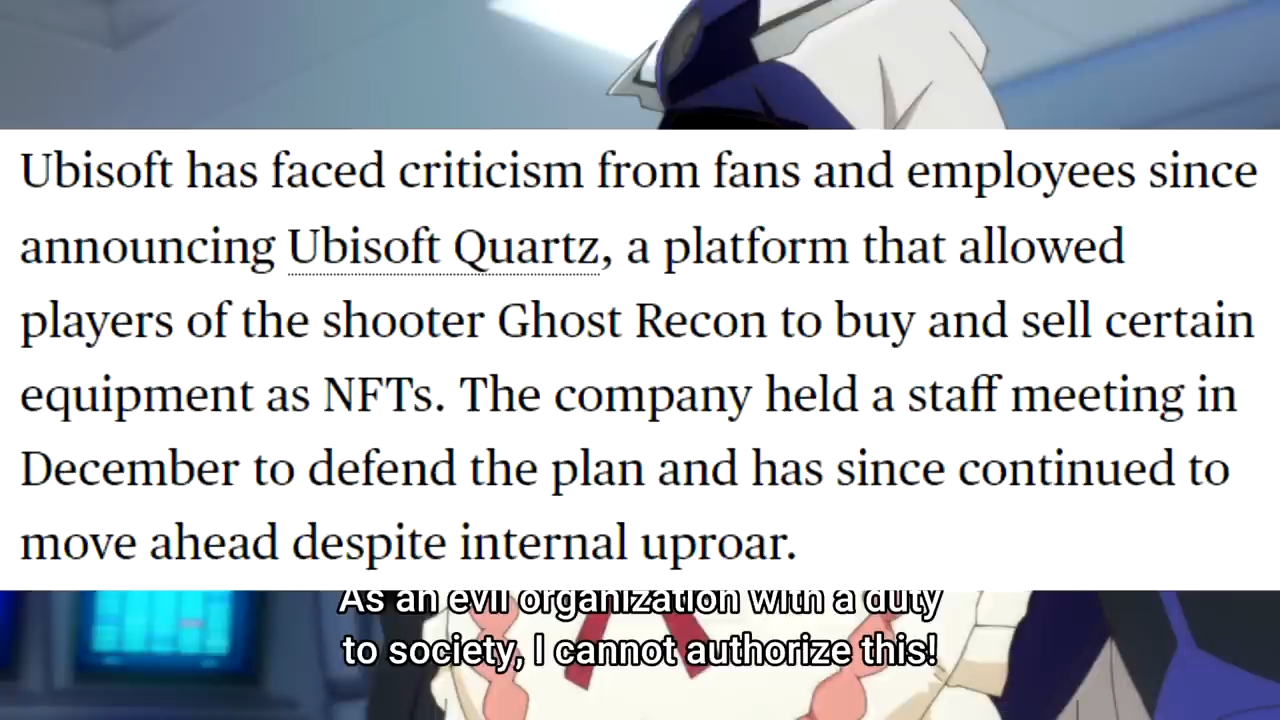 Ubisoft has faced criticism from fans and employees since
announcing Ubisoft Quartz, a platform that allowed
players of the shooter Ghost Recon to buy and sell certain
equipment as NFTs. The company held a staff meeting in
December to defend the plan and has since continued to
move ahead despite internal uproar.
As an evil organization with a duty
to society, I cannot authorize this!